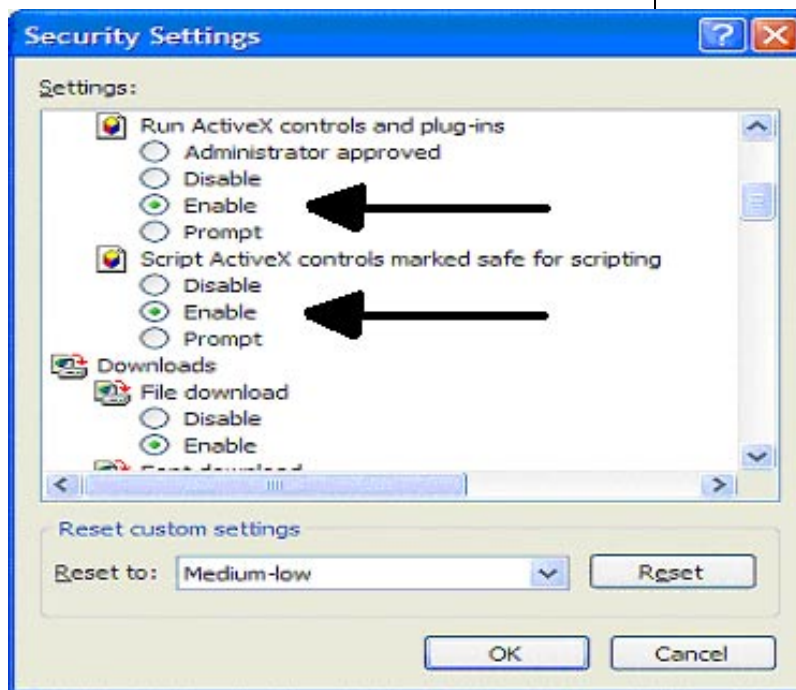 Security Settings
Settings:
Run ActiveX controls and plug-ins
Administrator approved
Disable
Enable
Prompt
Script ActiveX controls marked safe for scripting
Disable
Enable
Prompt
Downloads
File download
Disable
Enable
Font download
Reset custom settings
Reset to: Medium-low Reset
OK Cancel